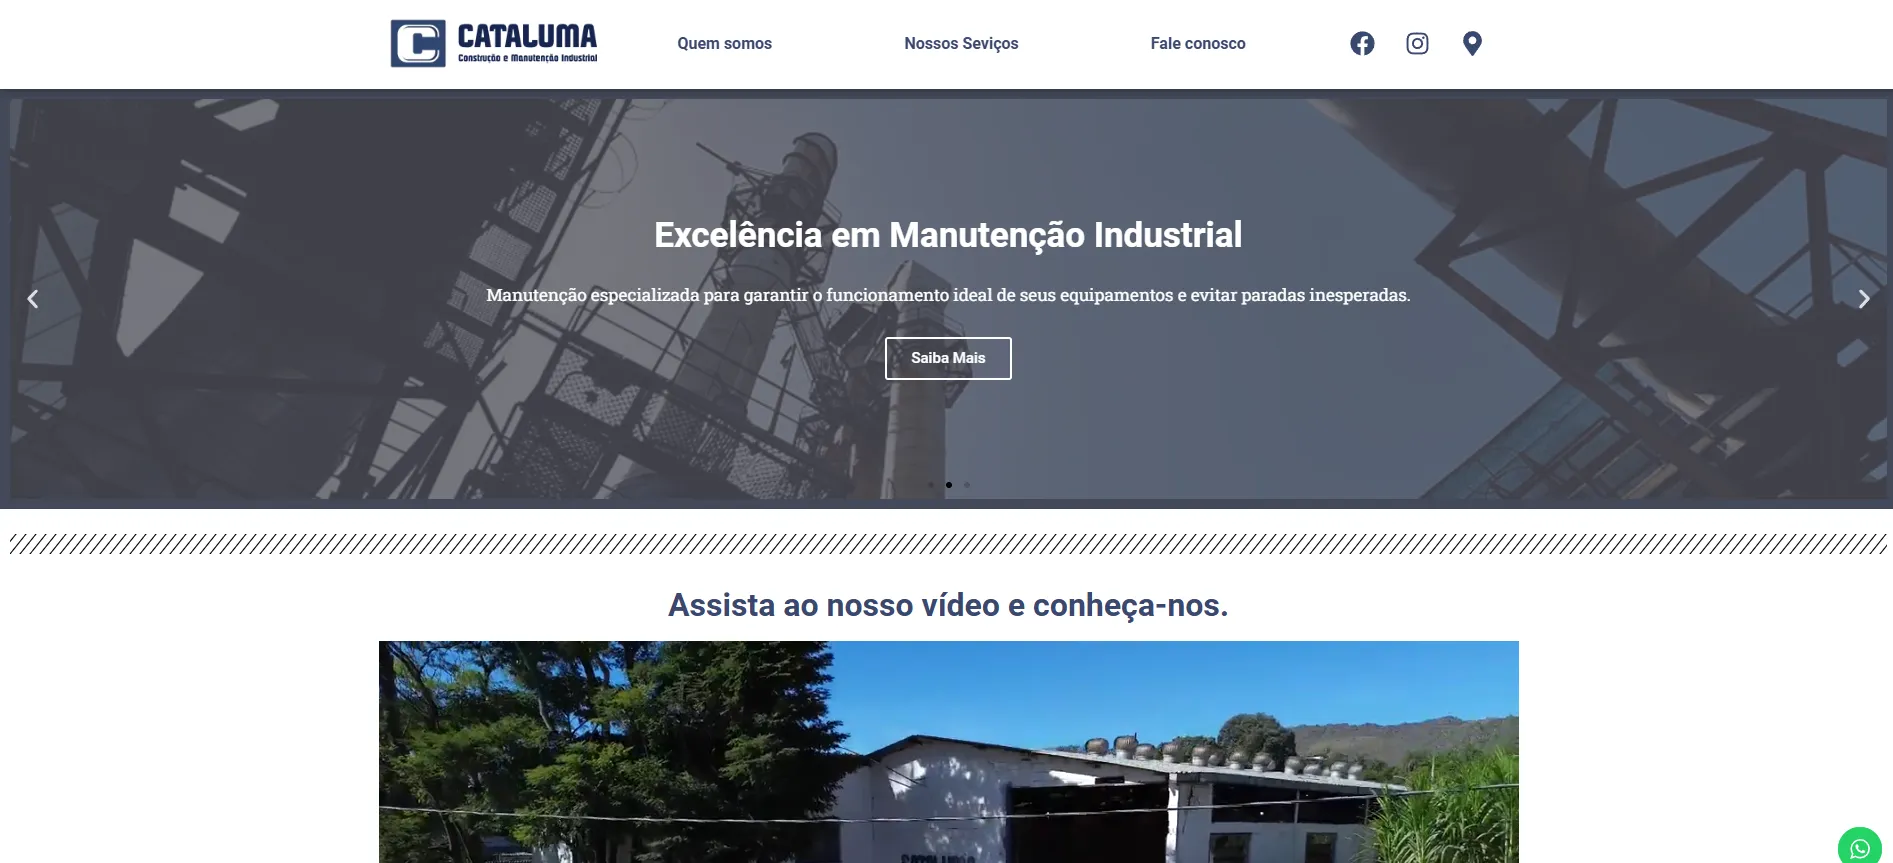 CATALUMA
Construção e Manutenção Industrial
Quem somos
Nossos Seviços
Fale conosco
Excelência em Manutenção Industrial
Manutenção especializada para garantir o funcionamento ideal de seus equipamentos e evitar paradas inesperadas.
Saiba Mais
Assista ao nosso vídeo e conheça-nos.
CATALUMA